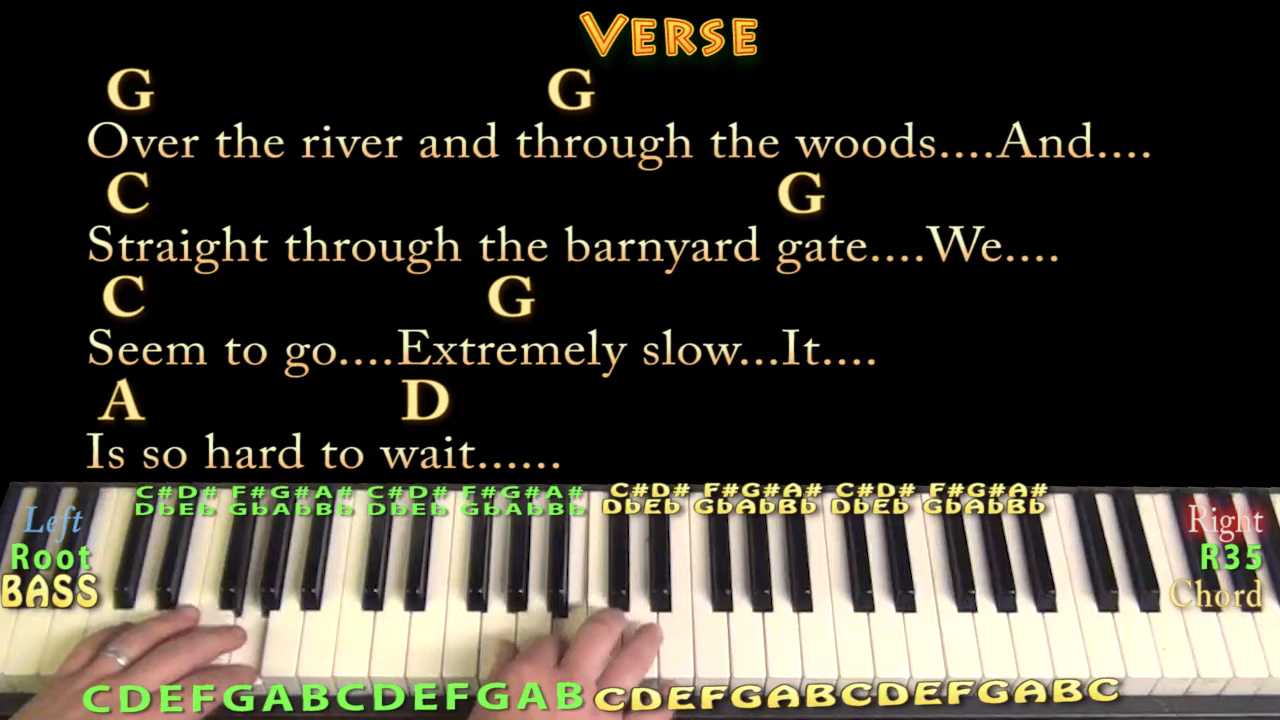 VERSE
G G
Over the river and through the woods....And....
C G
Straight through the barnyard gate....We....
C G
Seem to go....Extremely slow...It....
A D
Is so hard to wait......
C#D# F#G#A# C#D# F#G#A# C#D# F#G#A# C#D# F#G#A#
DbEb GbAbBb DbEb GbAbBb DbEb GbAbBb DbEb GbAbBb
Left
Root
BASS
Right
R35
Chord
CDEFGABCDEFGAB CDEFGABCDEFGABC